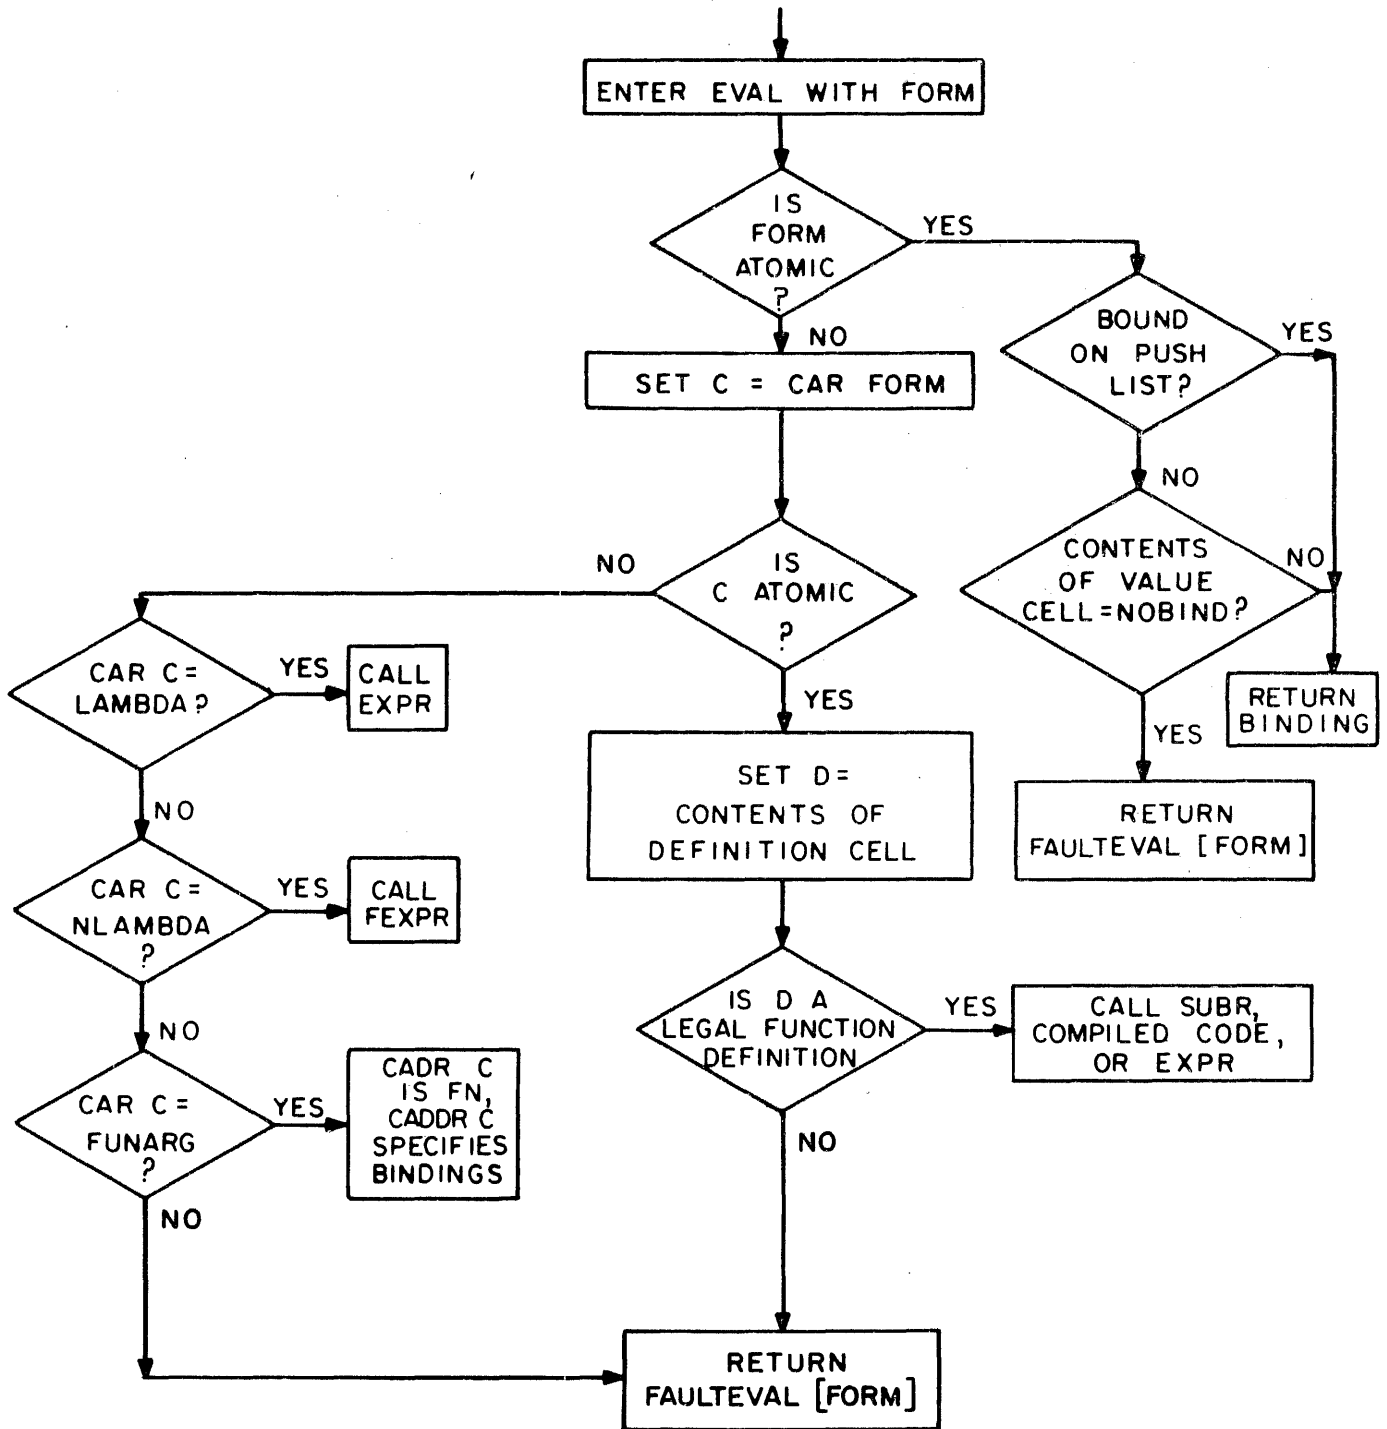 ENTER EVAL WITH FORM
IS
FORM
ATOMIC
?
YES
NO
BOUND
ON PUSH
LIST?
YES
NO
SET C = CAR FORM
IS
C ATOMIC
?
NO
YES
CONTENTS
OF VALUE
CELL=NOBIND?
NO
YES
RETURN
BINDING
RETURN
FAULTEVAL [FORM]
CAR C=
LAMBDA?
YES
CALL
EXPR
NO
SET D=
CONTENTS OF
DEFINITION CELL
CAR C=
NLAMBDA
?
YES
CALL
FEXPR
NO
IS D A
LEGAL FUNCTION
DEFINITION
YES
CALL SUBR,
COMPILED CODE,
OR EXPR
NO
CAR C=
FUNARG
?
YES
CADR C
IS FN,
CADDR C
SPECIFIES
BINDINGS
NO
RETURN
FAULTEVAL [FORM]